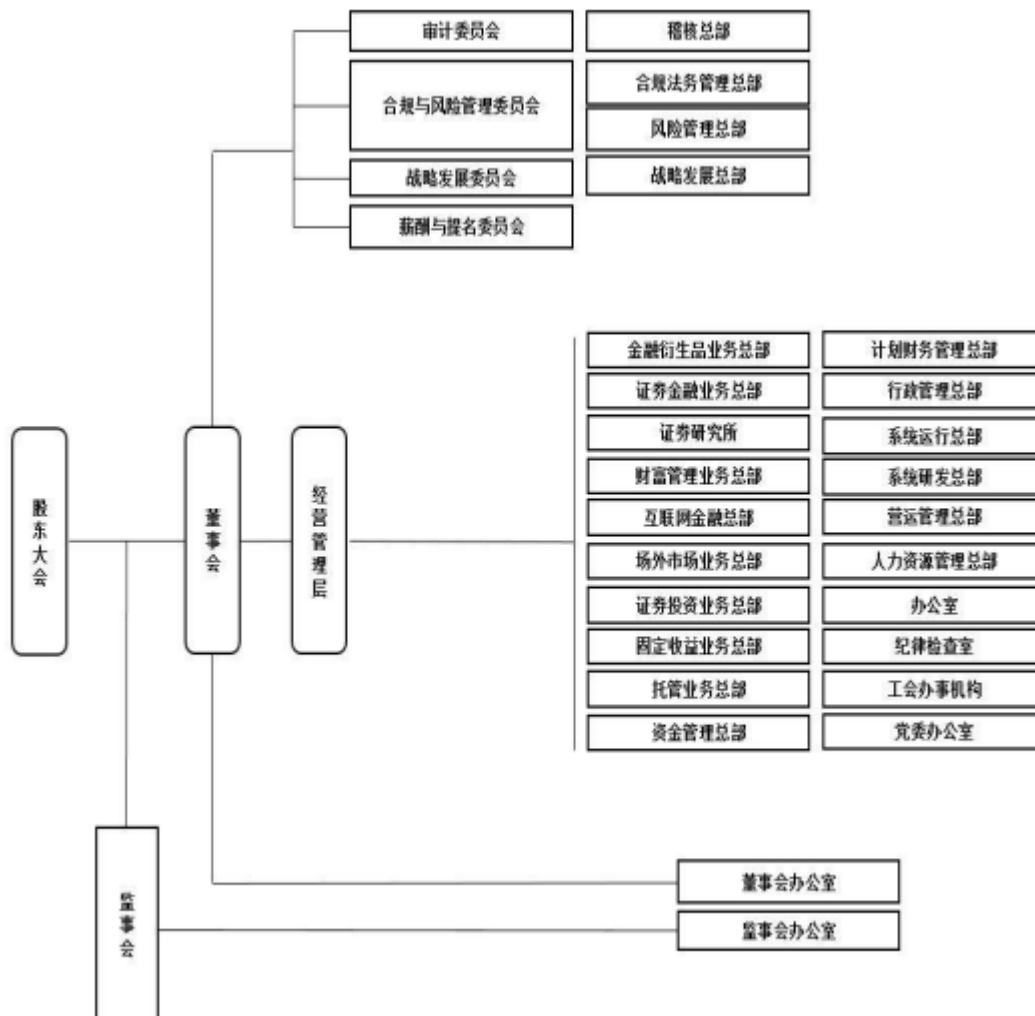 审计委员会
稽核总部
合规与风险管理委员会
合规法务管理总部
风险管理总部
战略发展委员会
战略发展总部
薪酬与提名委员会
金融衍生品业务总部
计划财务管理总部
证券金融业务总部
行政管理总部
证券研究所
系统运行总部
财富管理业务总部
系统研发总部
互联网金融总部
营运管理总部
场外市场业务总部
人力资源管理总部
证券投资业务总部
办公室
固定收益业务总部
纪律检查室
托管业务总部
工会办事机构
资金管理总部
党委办公室
股东大会
董事会
经营管理层
监事会
董事会办公室
监事会办公室